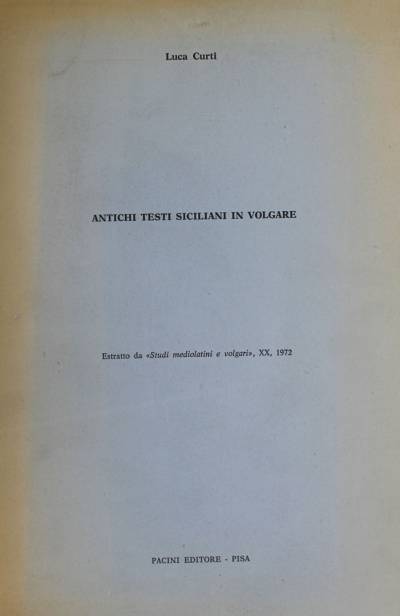 Luca Curti
ANTICHI TESTI SICILIANI IN VOLGARE
Estratto da «Studi mediolatini e volgari», XX, 1972
PACINI EDITORE - PISA